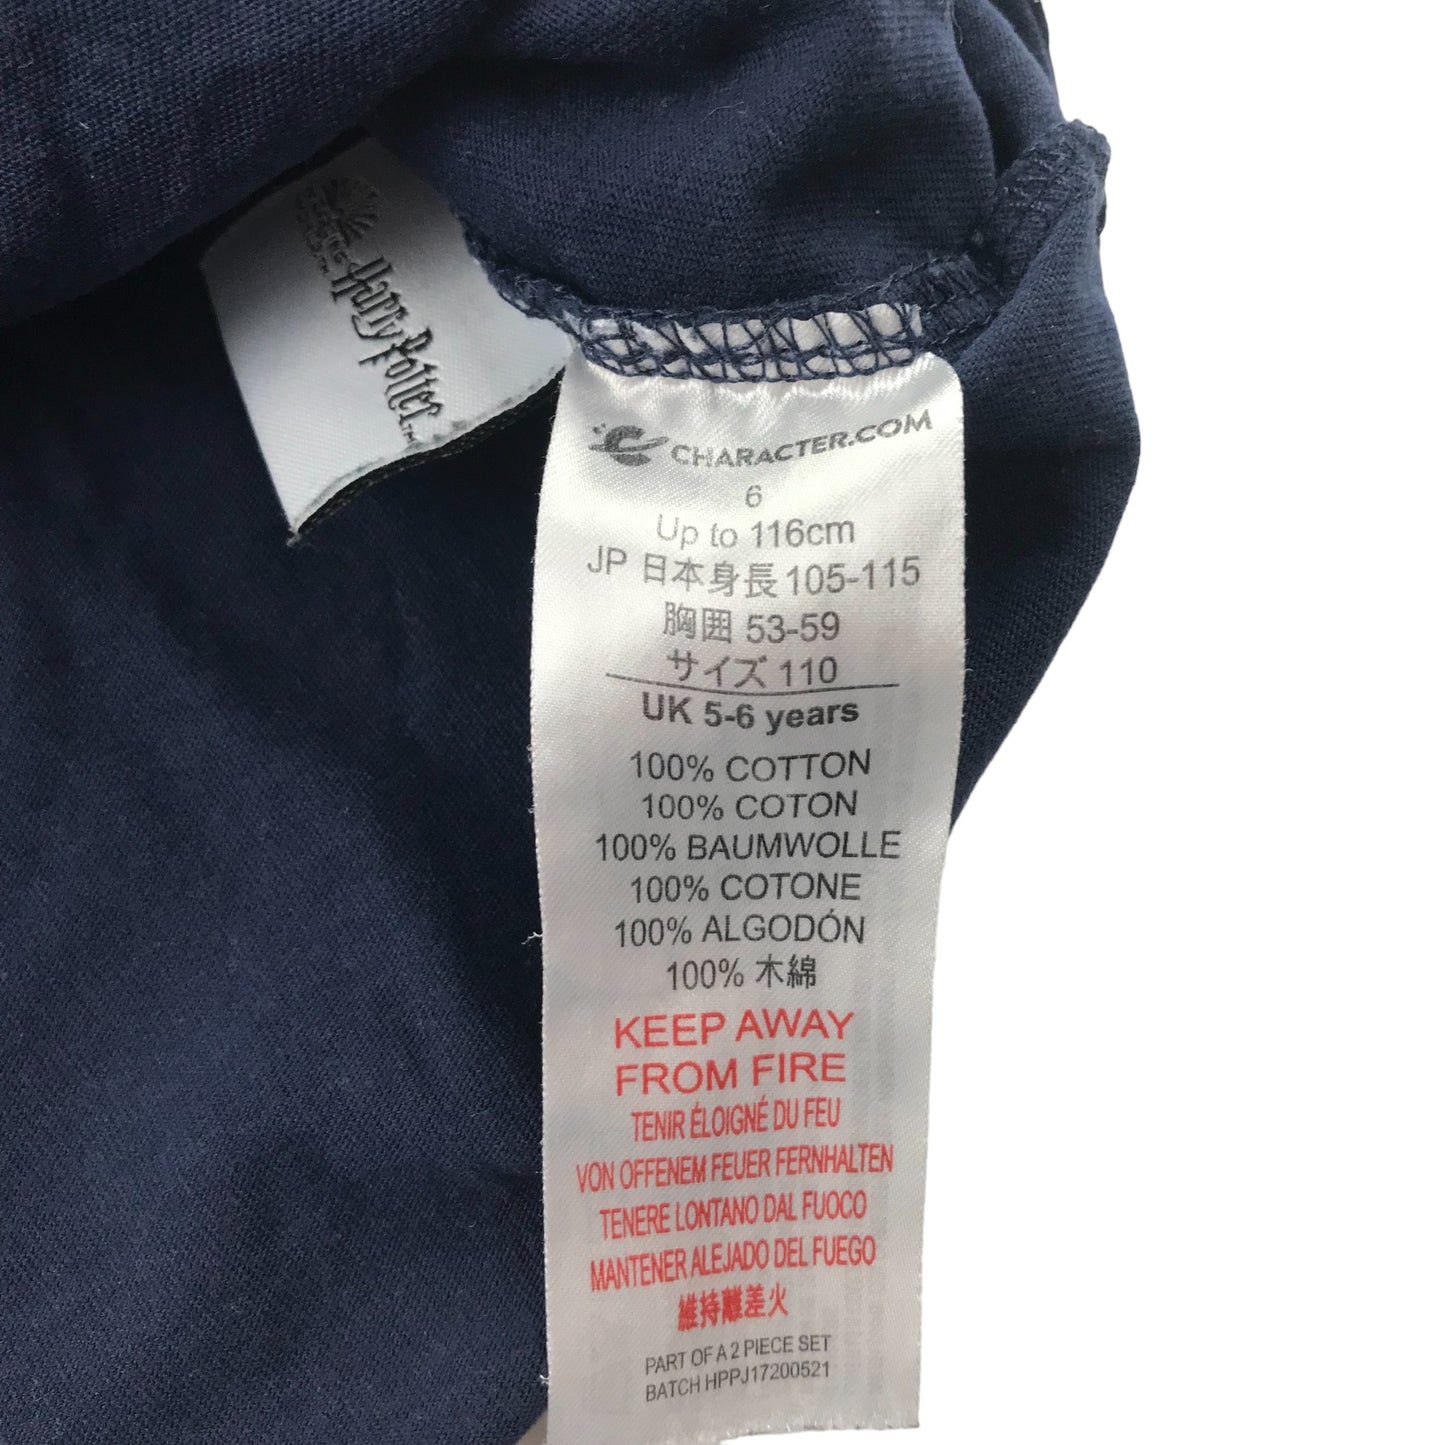 Harry Potter™
CHARACTER.COM
6
Up to 116cm
JP 日本身長 105-115
胸囲 53-59
サイズ 110
UK 5-6 years
100% COTTON
100% COTON
100% BAUMWOLLE
100% COTONE
100% ALGODÓN
100% 木綿
KEEP AWAY
FROM FIRE
TENIR ÉLOIGNÉ DU FEU
VON OFFENEM FEUER FERNHALTEN
TENERE LONTANO DAL FUOCO
MANTENER ALEJADO DEL FUEGO
維持離差火
PART OF A 2 PIECE SET
BATCH HPPJ17200521